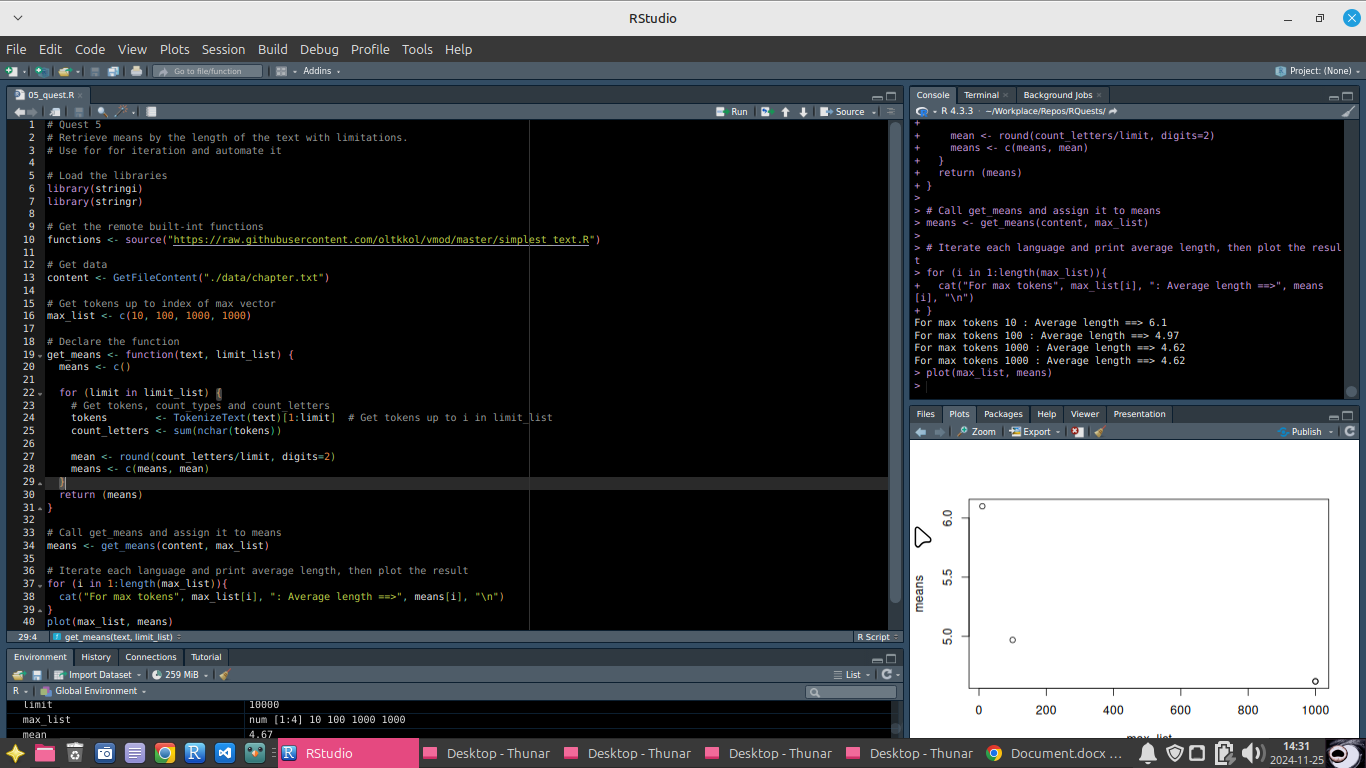 RStudio
File Edit Code View Plots Session Build Debug Profile Tools Help
Go to file/function Addins Project: (None)
05_quest.R
Run Source
1 # Quest 5
2 # Retrieve means by the length of the text with limitations.
3 # Use for for iteration and automate it
4
5 # Load the libraries
6 library(stringi)
7 library(stringr)
8
9 # Get the remote built-int functions
10 functions <- source("https://raw.githubusercontent.com/oltkkol/vmod/master/simplest_text.R")
11
12 # Get data
13 content <- GetFileContent("./data/chapter.txt")
14
15 # Get tokens up to index of max vector
16 max_list <- c(10, 100, 1000, 1000)
17
18 # Declare the function
19 get_means <- function(text, limit_list) {
20 means <- c()
21
22 for (limit in limit_list) {
23 # Get tokens, count_types and count_letters
24 tokens <- TokenizeText(text)[1:limit] # Get tokens up to i in limit_list
25 count_letters <- sum(nchar(tokens))
26
27 mean <- round(count_letters/limit, digits=2)
28 means <- c(means, mean)
29 }
30 return (means)
31 }
32
33 # Call get_means and assign it to means
34 means <- get_means(content, max_list)
35
36 # Iterate each language and print average length, then plot the result
37 for (i in 1:length(max_list)){
38 cat("For max tokens", max_list[i], ": Average length ==>", means[i], "\n")
39 }
40 plot(max_list, means)
29:4 get_means(text, limit_list) R Script
Environment History Connections Tutorial
Import Dataset 259 MiB List
R Global Environment
limit 10000
max_list num [1:4] 10 100 1000 1000
mean 4.67
Console Terminal Background Jobs
R 4.3.3 · ~/Workplace/Repos/RQuests/
+
+ mean <- round(count_letters/limit, digits=2)
+ means <- c(means, mean)
+ }
+ return (means)
+ }
>
> # Call get_means and assign it to means
> means <- get_means(content, max_list)
>
> # Iterate each language and print average length, then plot the resul
t
> for (i in 1:length(max_list)){
+ cat("For max tokens", max_list[i], ": Average length ==>", means
[i], "\n")
+ }
For max tokens 10 : Average length ==> 6.1
For max tokens 100 : Average length ==> 4.97
For max tokens 1000 : Average length ==> 4.62
For max tokens 1000 : Average length ==> 4.62
> plot(max_list, means)
>
Files Plots Packages Help Viewer Presentation
Zoom Export Publish
means
6.0
5.5
5.0
0 200 400 600 800 1000
max_list
RStudio Desktop - Thunar Desktop - Thunar Desktop - Thunar Desktop - Thunar Document.docx ...
14:31
2024-11-25